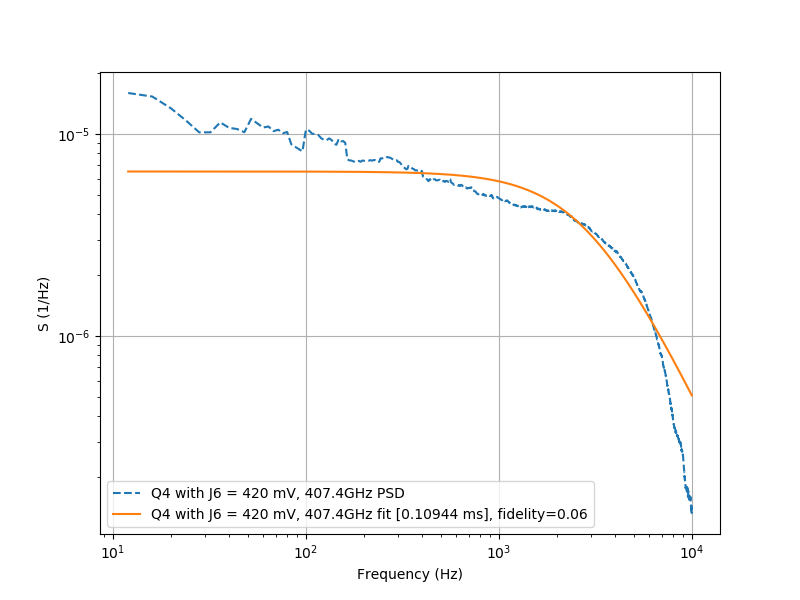 10⁻⁵
10⁻⁶
S (1/Hz)
Q4 with J6 = 420 mV, 407.4GHz PSD
Q4 with J6 = 420 mV, 407.4GHz fit [0.10944 ms], fidelity=0.06
10¹ 10² 10³ 10⁴
Frequency (Hz)